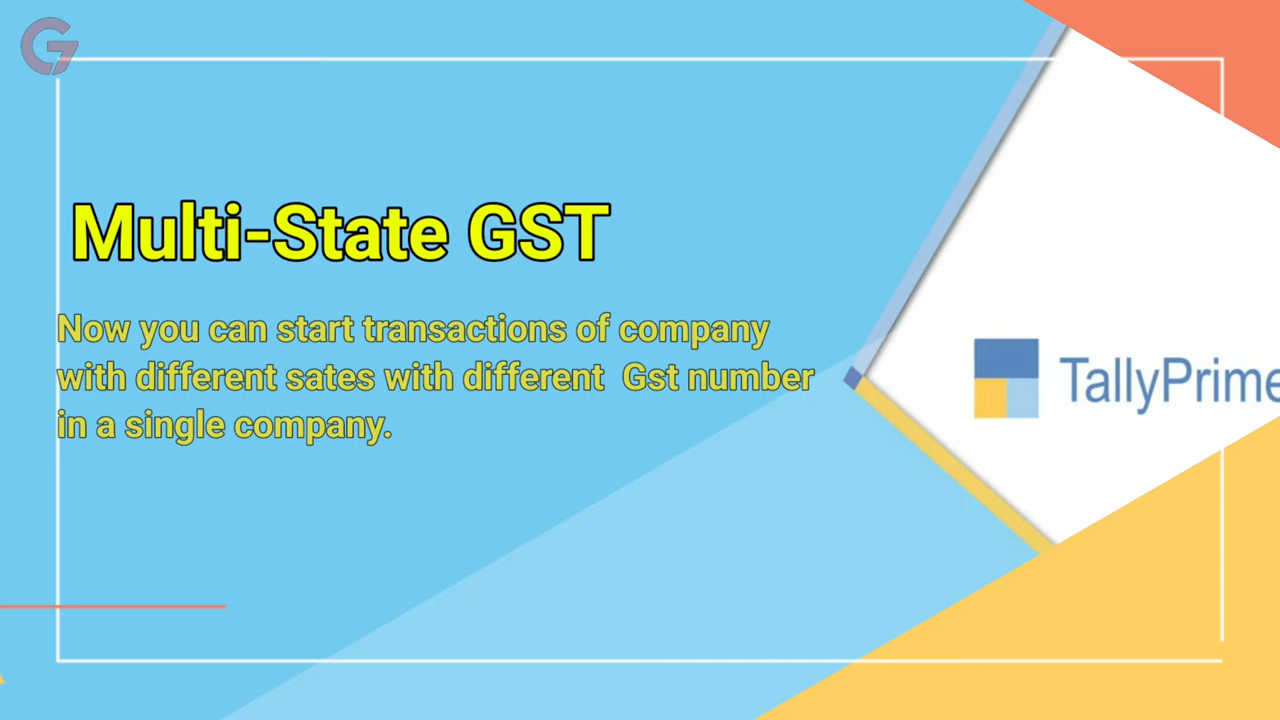 Multi-State GST
Now you can start transactions of company
with different sates with different Gst number
in a single company.
TallyPrime